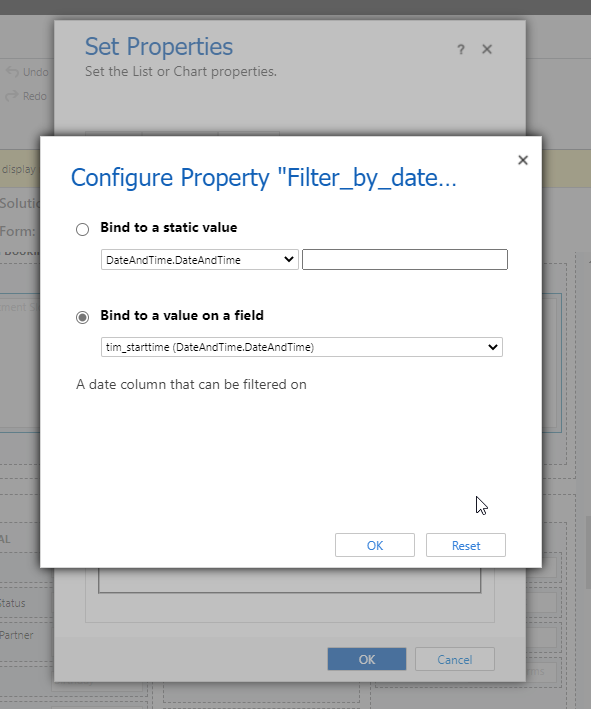 Set Properties
?
Set the List or Chart properties.
Undo
Redo
display
Configure Property "Filter_by_date...
Solutio
Form:
Bookin
Bind to a static value
DateAndTime.DateAndTime
Bind to a value on a field
tim_starttime (DateAndTime.DateAndTime)
A date column that can be filtered on
OK
Reset
AL
Status
Partner
OK
Cancel